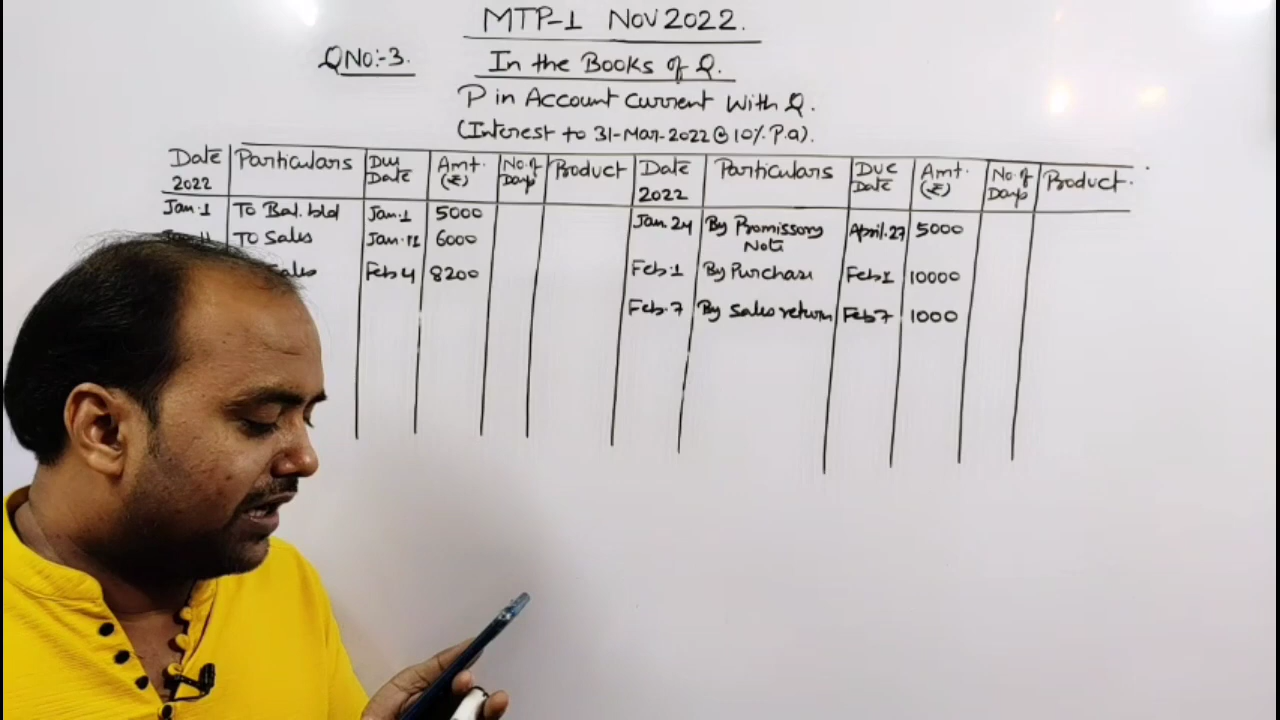 MTP-1 NOV 2022.
Q No:-3.
In the Books of Q.
P in Account Current With Q.
(Interest to 31-Mar-2022 @ 10% P.a).
Date 2022 Particulars Due Date Amt. (₹) No. of Days Product Date 2022 Particulars Due Date Amt. (₹) No. of Days Product.
Jan.1 To Bal. b/d Jan.1 5000 Jan.24 By Promissory Note April.27 5000
To Sales Jan.11 6000
Sales Feb 4 8200 Feb.1 By Purchase Feb 1 10000
Feb.7 By Sales return Feb 7 1000